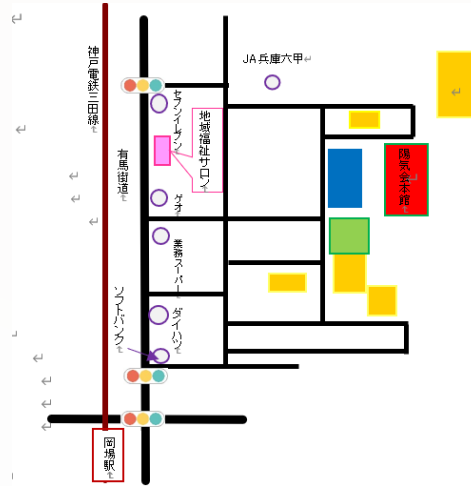 JA兵庫六甲
神戸電鉄三田線
セブンイレブン
地域福祉サロン
有馬街道
陽気会本館
ゲオ
業務スーパー
ソフトバンク
ダイハツ
岡場駅